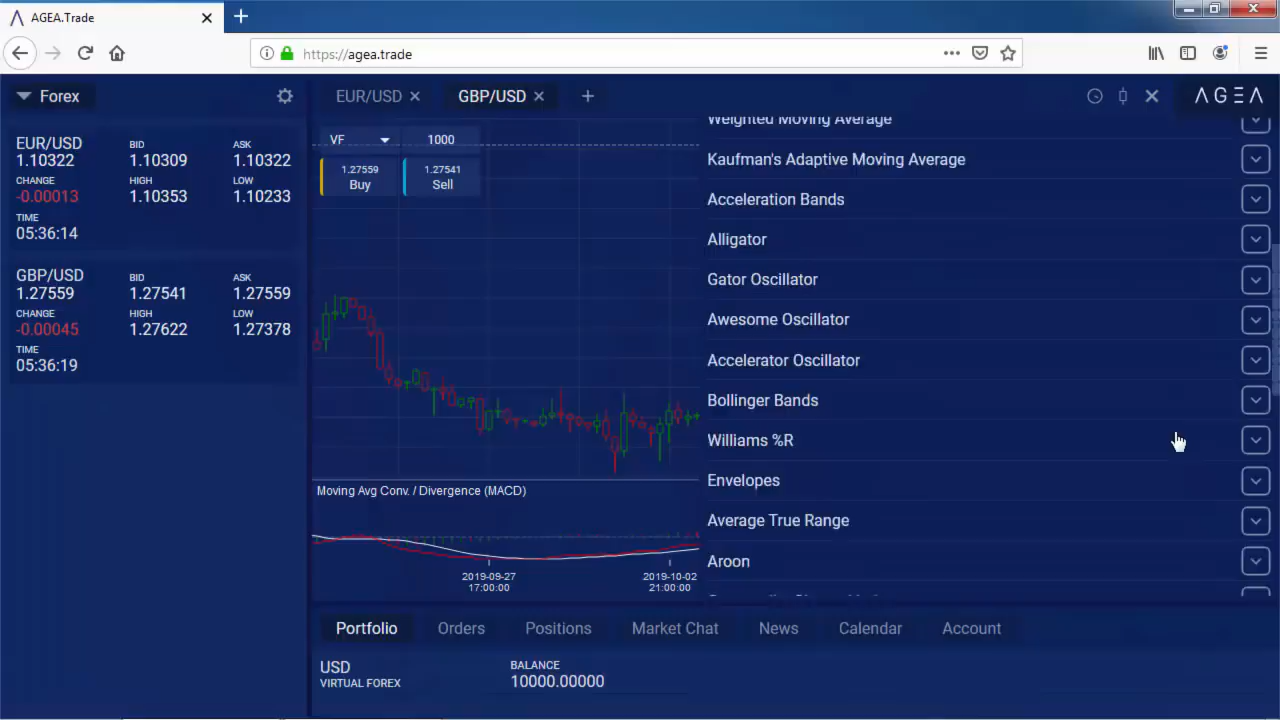 AGEA.Trade
https://agea.trade
Forex
EUR/USD
GBP/USD
AGEA
EUR/USD BID ASK
1.10322 1.10309 1.10322
CHANGE HIGH LOW
-0.00013 1.10353 1.10233
TIME
05:36:14
GBP/USD BID ASK
1.27559 1.27541 1.27559
CHANGE HIGH LOW
-0.00045 1.27622 1.27378
TIME
05:36:19
VF 1000
1.27559 1.27541
Buy Sell
Moving Avg Conv. / Divergence (MACD)
2019-09-27 2019-10-02
17:00:00 21:00:00
Weighted Moving Average
Kaufman's Adaptive Moving Average
Acceleration Bands
Alligator
Gator Oscillator
Awesome Oscillator
Accelerator Oscillator
Bollinger Bands
Williams %R
Envelopes
Average True Range
Aroon
Portfolio Orders Positions Market Chat News Calendar Account
USD BALANCE
VIRTUAL FOREX 10000.00000